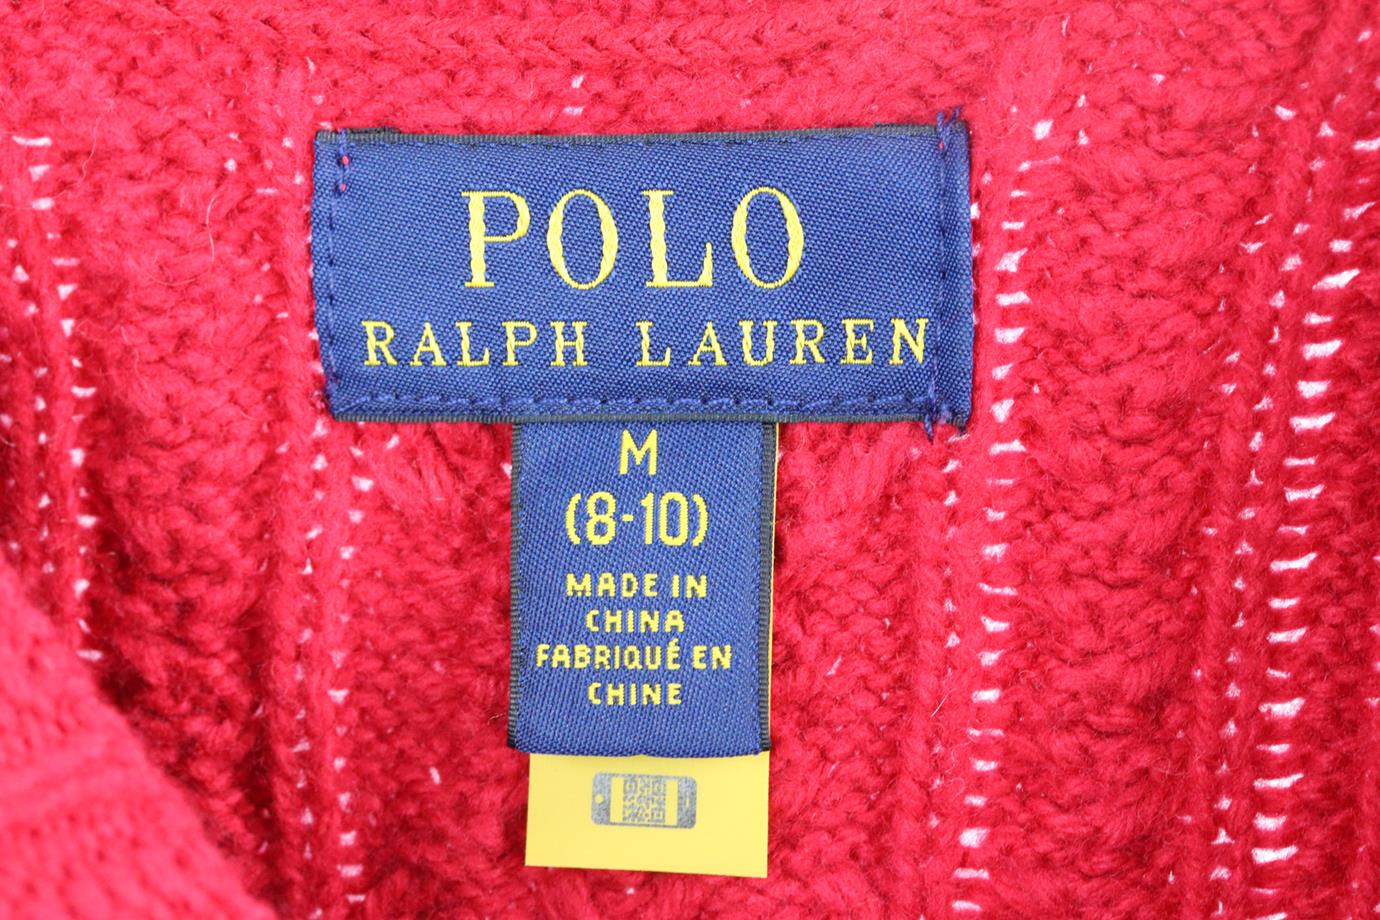 POLO
RALPH LAUREN
M
(8-10)
MADE IN
CHINA
FABRIQUÉ EN
CHINE